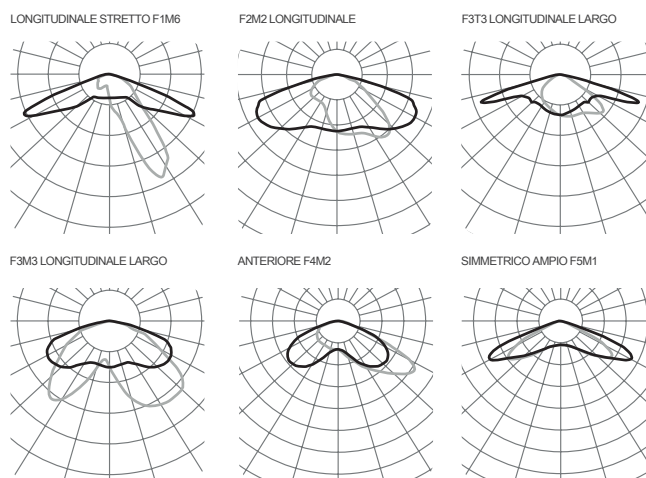 LONGITUDINALE STRETTO F1M6
F2M2 LONGITUDINALE
F3T3 LONGITUDINALE LARGO
F3M3 LONGITUDINALE LARGO
ANTERIORE F4M2
SIMMETRICO AMPIO F5M1